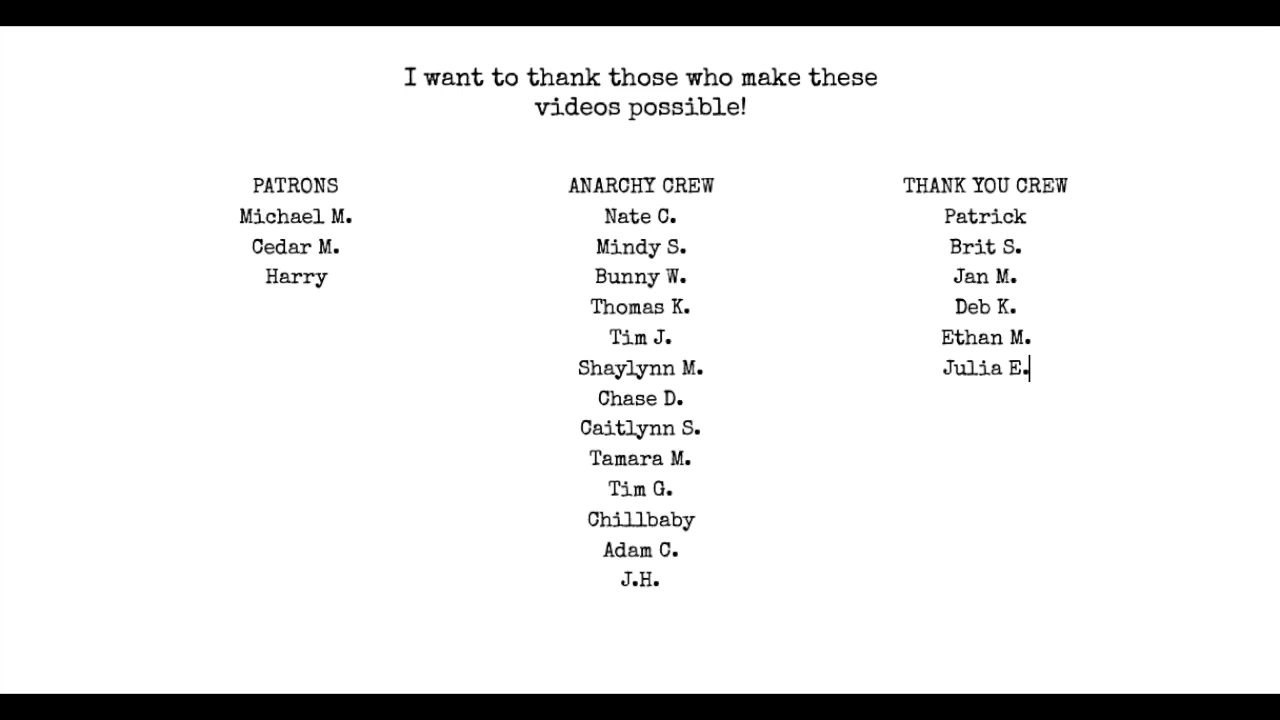 I want to thank those who make these
videos possible!
PATRONS
Michael M.
Cedar M.
Harry
ANARCHY CREW
Nate C.
Mindy S.
Bunny W.
Thomas K.
Tim J.
Shaylynn M.
Chase D.
Caitlynn S.
Tamara M.
Tim G.
Chillbaby
Adam C.
J.H.
THANK YOU CREW
Patrick
Brit S.
Jan M.
Deb K.
Ethan M.
Julia E.